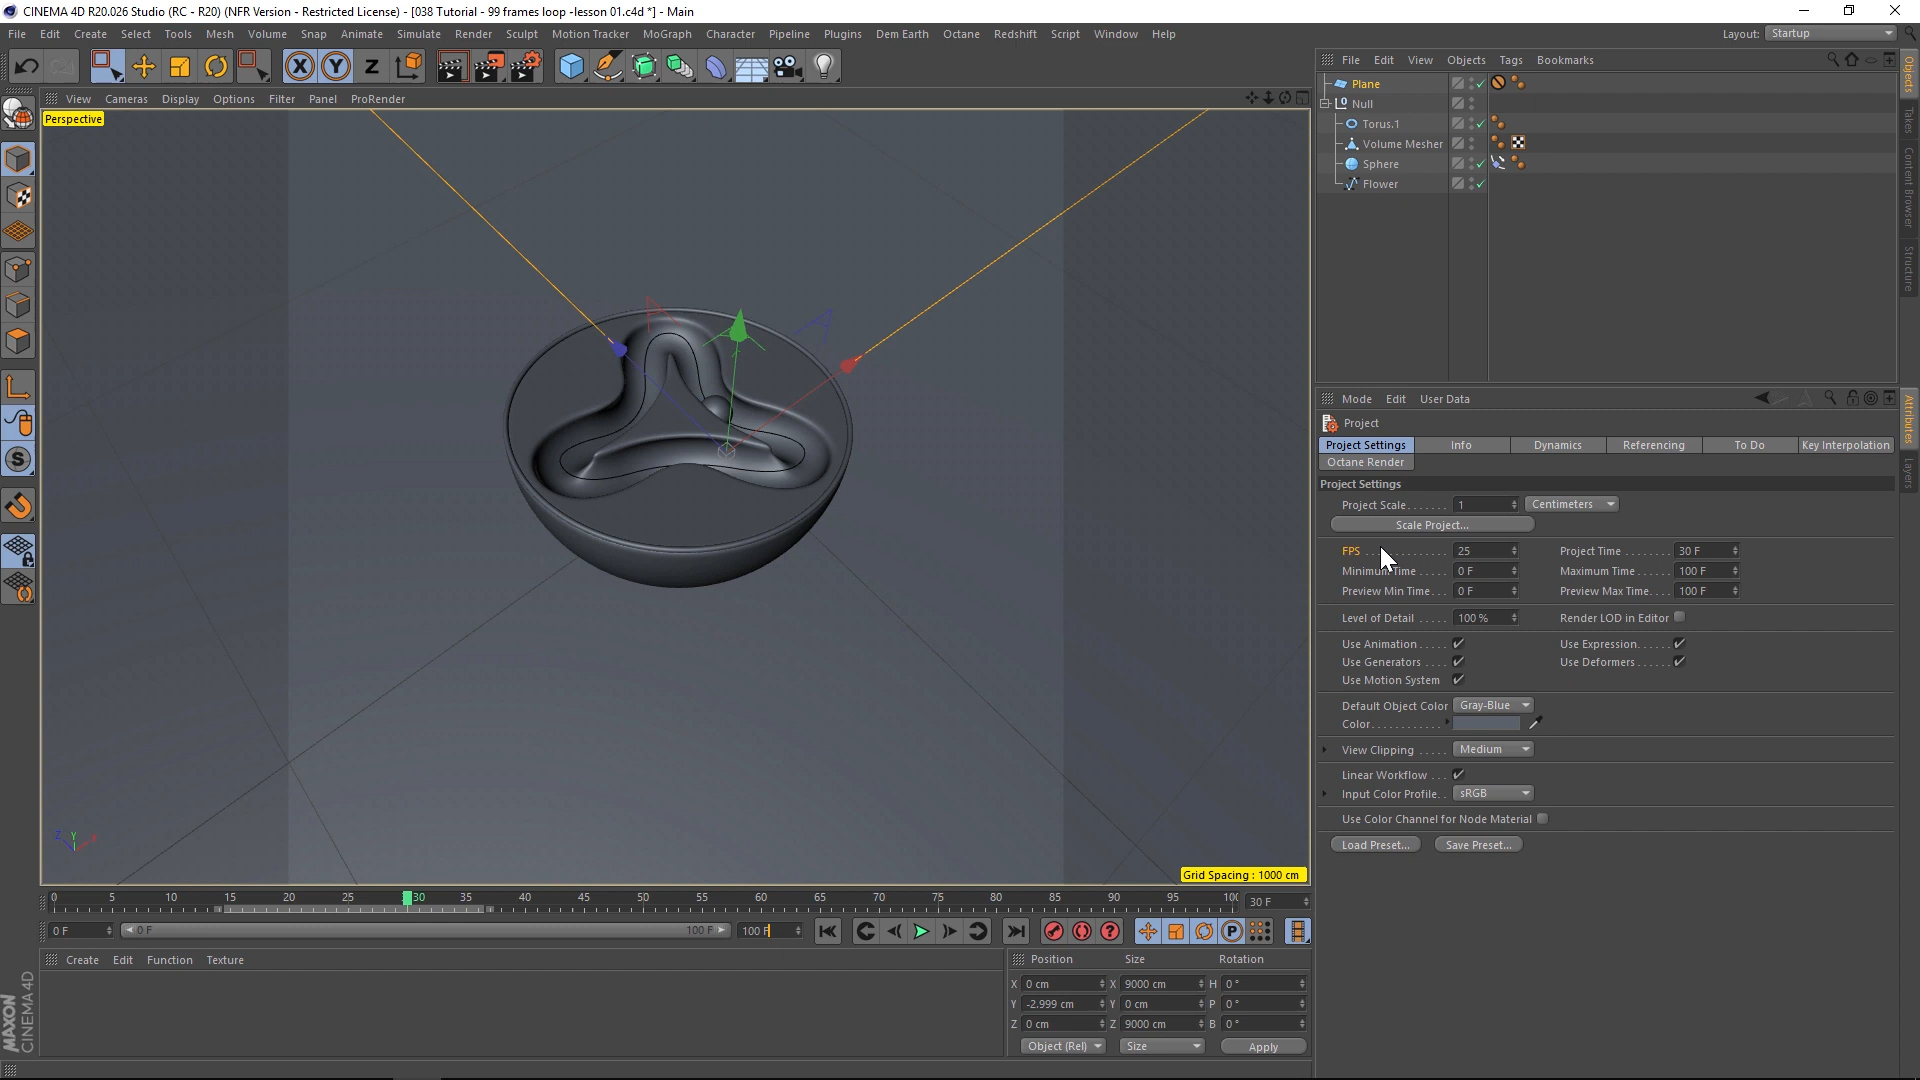 CINEMA 4D R20.026 Studio (RC - R20) (NFR Version - Restricted License) - [038 Tutorial - 99 frames loop -lesson 01.c4d *] - Main
File Edit Create Select Tools Mesh Volume Snap Animate Simulate Render Sculpt Motion Tracker MoGraph Character Pipeline Plugins Dem Earth Octane Redshift Script Window Help
Layout: Startup
X Y Z
File Edit View Objects Tags Bookmarks
View Cameras Display Options Filter Panel ProRender
Perspective
Plane
Null
Torus.1
Volume Mesher
Sphere
Flower
Objects
Takes
Content Browser
Structure
Mode Edit User Data
Attributes
Layers
Project
Project Settings Info Dynamics Referencing To Do Key Interpolation
Octane Render
Project Settings
Project Scale....... 1 Centimeters
Scale Project...
FPS 25 Project Time ........ 30 F
Minimum Time ..... 0 F Maximum Time ...... 100 F
Preview Min Time... 0 F Preview Max Time.... 100 F
Level of Detail ..... 100 % Render LOD in Editor
Use Animation ..... Use Expression......
Use Generators .... Use Deformers......
Use Motion System
Default Object Color Gray-Blue
Color............
View Clipping ..... Medium
Linear Workflow ...
Input Color Profile.. sRGB
Use Color Channel for Node Material
Load Preset... Save Preset...
Z Y X
Grid Spacing : 1000 cm
0 5 10 15 20 25 30 35 40 45 50 55 60 65 70 75 80 85 90 95 30 F
0 F 0 F 100 F 100 F
P
Create Edit Function Texture
Position Size Rotation
X 0 cm X 9000 cm H 0 °
Y -2.999 cm Y 0 cm P 0 °
Z 0 cm Z 9000 cm B 0 °
Object (Rel) Size Apply
MAXON
CINEMA 4D